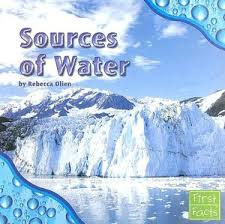 Sources
of Water
by Rebecca Olien
First
Facts